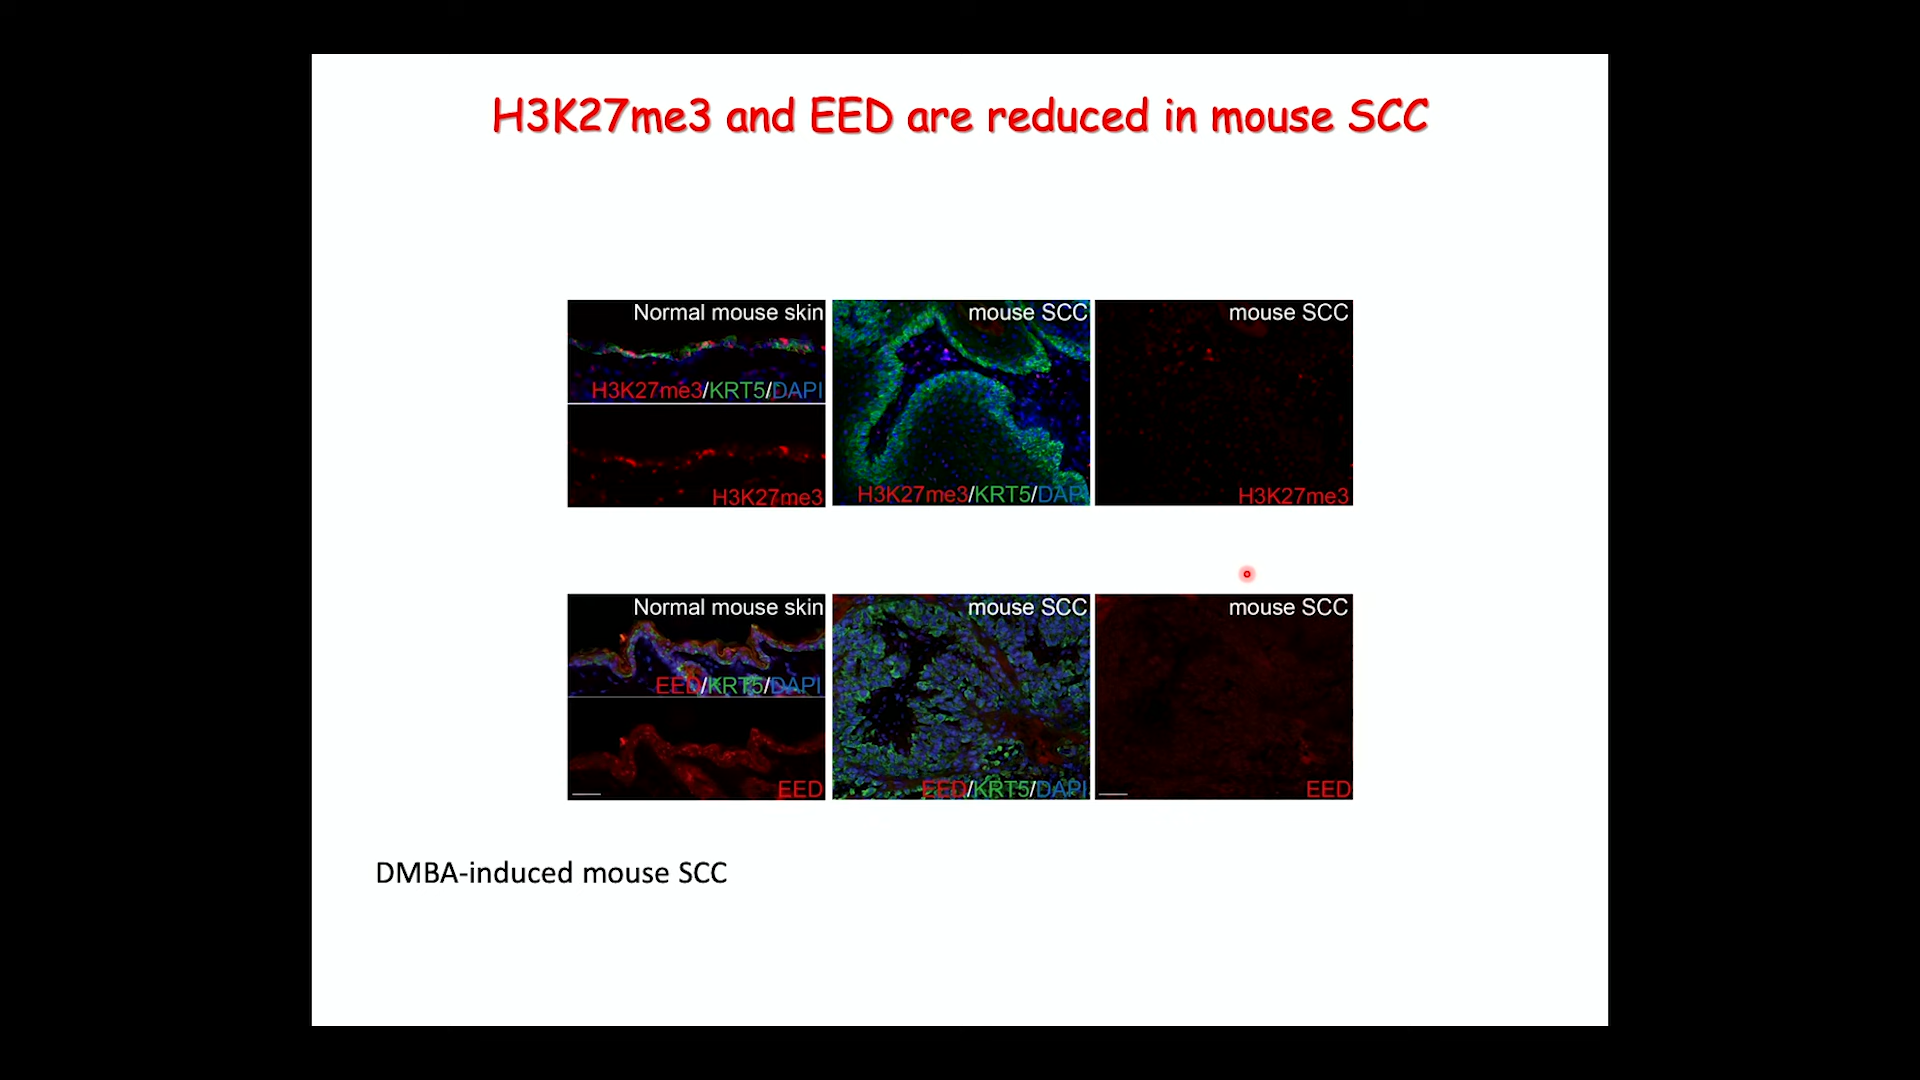 H3K27me3 and EED are reduced in mouse SCC
Normal mouse skin
H3K27me3/KRT5/DAPI
H3K27me3
mouse SCC
H3K27me3/KRT5/DAPI
mouse SCC
H3K27me3
Normal mouse skin
EED/KRT5/DAPI
EED
mouse SCC
EED/KRT5/DAPI
mouse SCC
EED
DMBA-induced mouse SCC